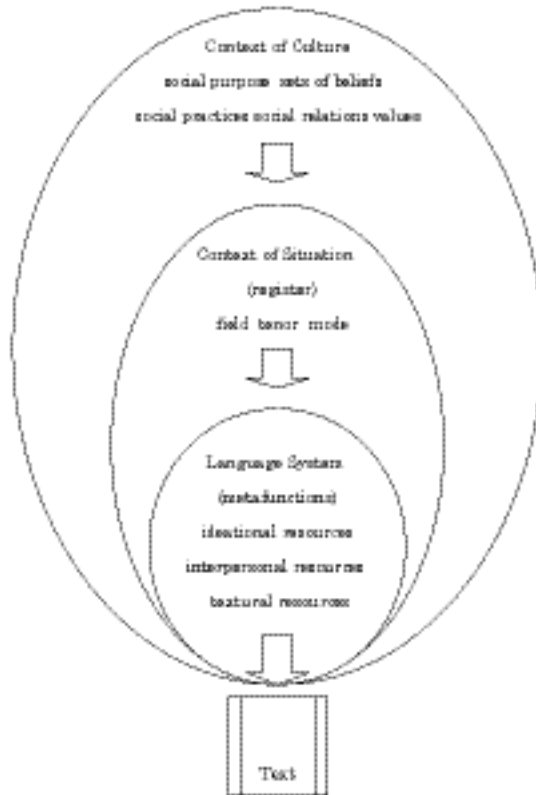 Context of Culture
social purpose sets of beliefs
social practices social relations values
Context of Situation
(register)
field tenor mode
Language System
(metafunctions)
ideational resources
interpersonal resources
textural resources
Text